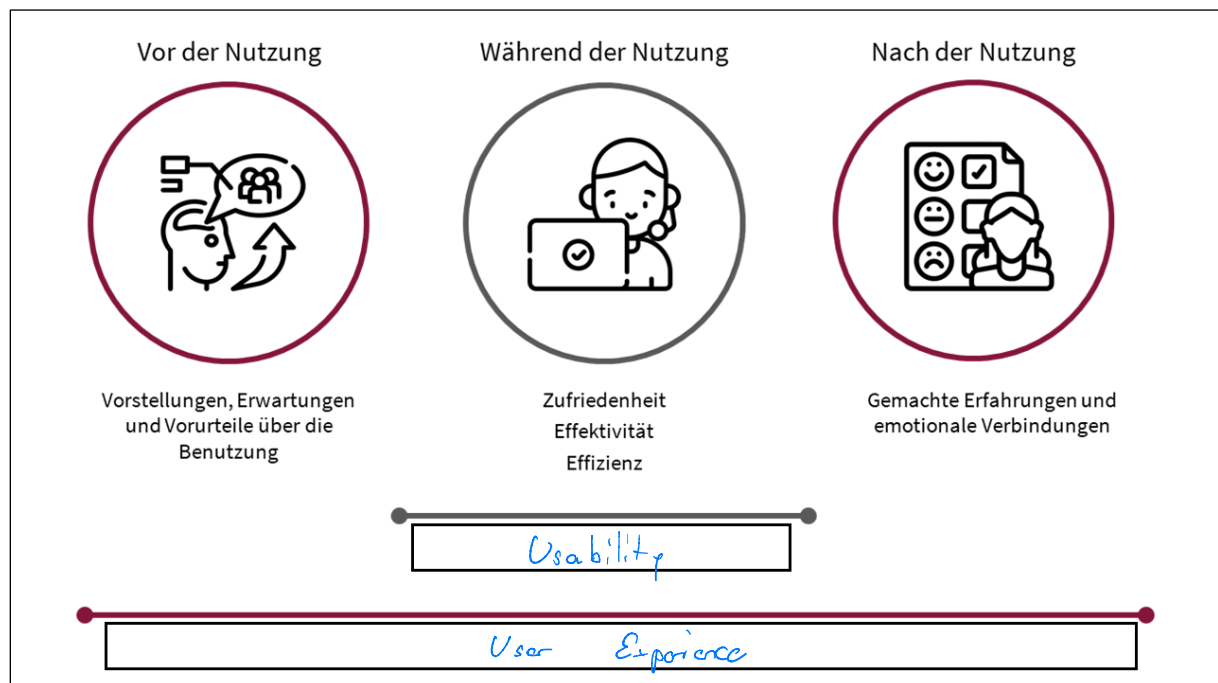 Vor der Nutzung
Während der Nutzung
Nach der Nutzung
Vorstellungen, Erwartungen
und Vorurteile über die
Benutzung
Zufriedenheit
Effektivität
Effizienz
Gemachte Erfahrungen und
emotionale Verbindungen
Usability
User Experience